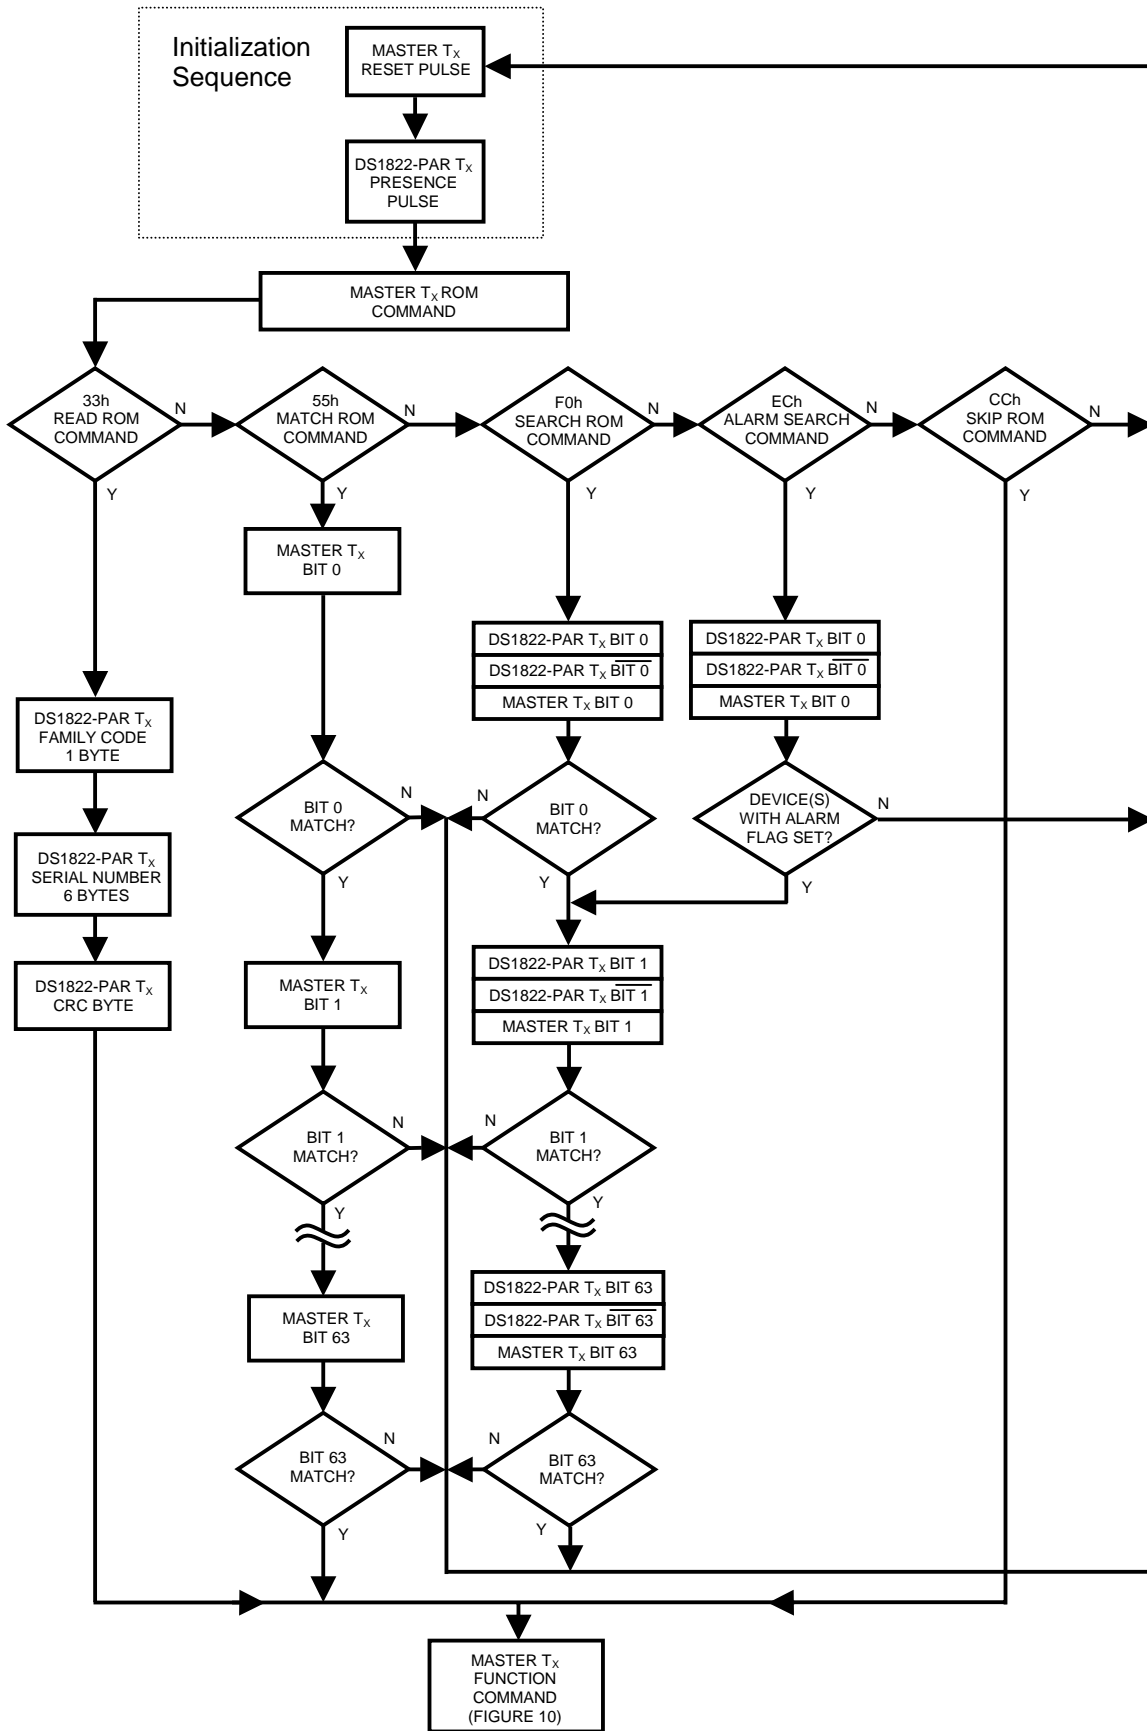 Initialization
Sequence
MASTER TX
RESET PULSE
DS1822-PAR TX
PRESENCE
PULSE
MASTER TX ROM
COMMAND
33h
READ ROM
COMMAND
N
Y
55h
MATCH ROM
COMMAND
N
Y
F0h
SEARCH ROM
COMMAND
N
Y
ECh
ALARM SEARCH
COMMAND
N
Y
CCh
SKIP ROM
COMMAND
N
Y
DS1822-PAR TX
FAMILY CODE
1 BYTE
DS1822-PAR TX
SERIAL NUMBER
6 BYTES
DS1822-PAR TX
CRC BYTE
MASTER TX
BIT 0
BIT 0
MATCH?
N
Y
MASTER TX
BIT 1
BIT 1
MATCH?
N
Y
MASTER TX
BIT 63
BIT 63
MATCH?
N
Y
DS1822-PAR TX BIT 0
DS1822-PAR TX BIT 0
MASTER TX BIT 0
BIT 0
MATCH?
N
Y
DS1822-PAR TX BIT 1
DS1822-PAR TX BIT 1
MASTER TX BIT 1
BIT 1
MATCH?
N
Y
DS1822-PAR TX BIT 63
DS1822-PAR TX BIT 63
MASTER TX BIT 63
BIT 63
MATCH?
N
Y
DS1822-PAR TX BIT 0
DS1822-PAR TX BIT 0
MASTER TX BIT 0
DEVICE(S)
WITH ALARM
FLAG SET?
N
Y
MASTER TX
FUNCTION
COMMAND
(FIGURE 10)